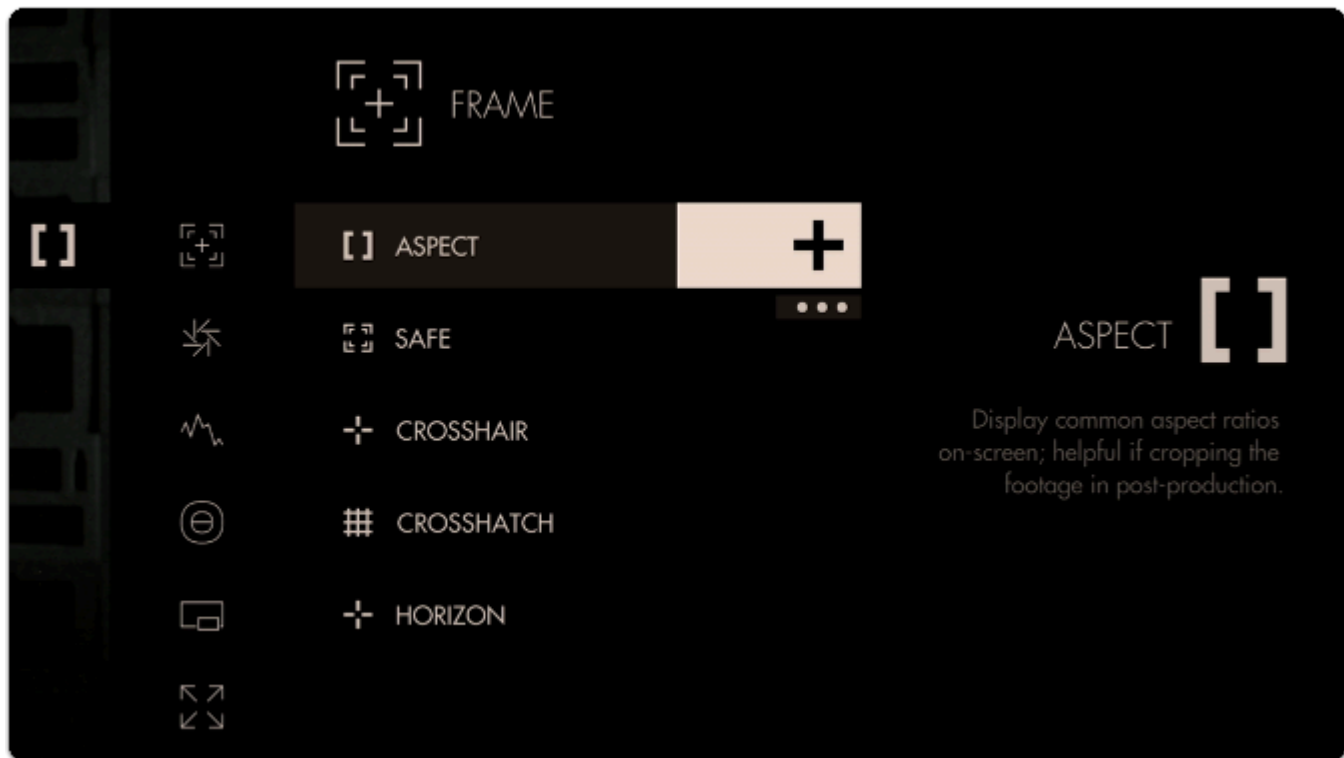 FRAME
ASPECT
SAFE
CROSSHAIR
CROSSHATCH
HORIZON
ASPECT
Display common aspect ratios
on-screen; helpful if cropping the
footage in post-production.